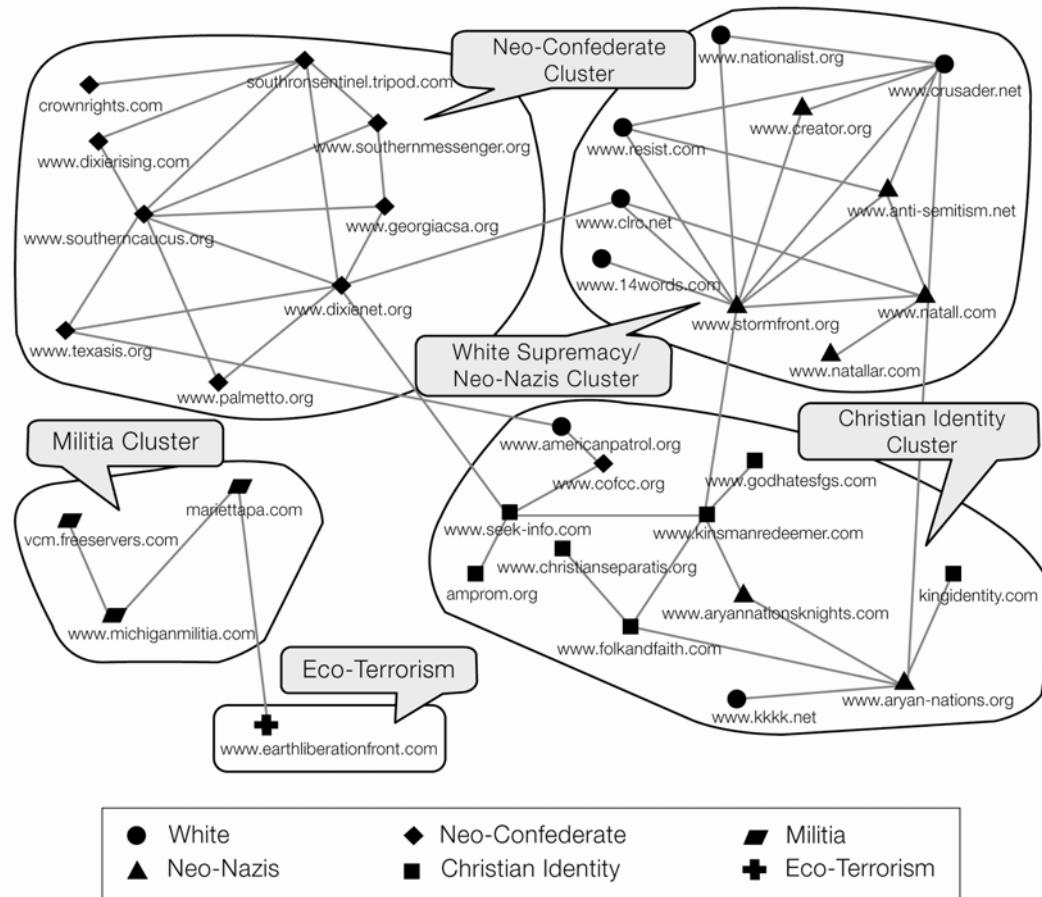 Neo-Confederate
Cluster
southronsentinel.tripod.com
crownrights.com
www.dixierising.com
www.southernmessenger.org
www.southerncaucus.org
www.georgiacsa.org
www.dixienet.org
www.texasis.org
www.palmetto.org
www.nationalist.org
www.crusader.net
www.creator.org
www.resist.com
www.anti-semitism.net
www.clrc.net
www.14words.com
www.stormfront.org
www.natall.com
www.natallar.com
White Supremacy/
Neo-Nazis Cluster
Militia Cluster
mariettapa.com
vcm.freeservers.com
www.michiganmilitia.com
Eco-Terrorism
www.earthliberationfront.com
Christian Identity
Cluster
www.americanpatrol.org
www.cofcc.org
www.godhatesfgs.com
www.seek-info.com
www.kinsmanredeemer.com
www.christianseparatis.org
amprom.org
www.aryannationsknights.com
kingidentity.com
www.folkandfaith.com
www.aryan-nations.org
www.kkkk.net
White
Neo-Confederate
Militia
Neo-Nazis
Christian Identity
Eco-Terrorism